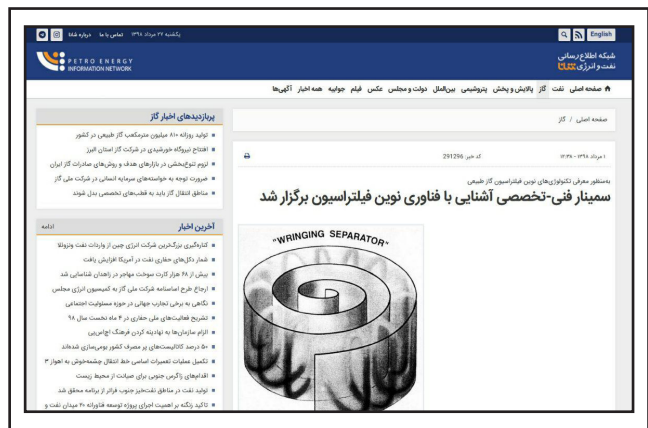 English
یکشنبه ۲۷ مرداد ۱۳۹۸ تماس با ما درباره شانا
شبکه اطلاع‌رسانی
نفت و انرژی شانا
PETRO ENERGY
INFORMATION NETWORK
صفحه اصلی نفت گاز پالایش و پخش پتروشیمی بین‌الملل دولت و مجلس عکس فیلم جوابیه همه اخبار آگهی‌ها
صفحه اصلی / گاز
۱ مرداد ۱۳۹۸ - ۱۲:۳۸
کد خبر: 291296
به‌منظور معرفی تکنولوژی‌های نوین فیلتراسیون گاز طبیعی
سمینار فنی-تخصصی آشنایی با فناوری نوین فیلتراسیون برگزار شد
"WRINGING SEPARATOR"
پربازدیدهای اخبار گاز
تولید روزانه ۸۱۰ میلیون مترمکعب گاز طبیعی در کشور
افتتاح نیروگاه خورشیدی در شرکت گاز استان البرز
لزوم تنوع‌بخشی در بازارهای هدف و روش‌های صادرات گاز ایران
ضرورت توجه به خواسته‌های سرمایه انسانی در شرکت ملی گاز
مناطق انتقال گاز باید به قطب‌های تخصصی بدل شوند
آخرین اخبار
ادامه
کناره‌گیری بزرگ‌ترین شرکت انرژی چین از واردات نفت ونزوئلا
شمار دکل‌های حفاری نفت در آمریکا افزایش یافت
بیش از ۶۸ هزار کارت سوخت مهاجر در زاهدان شناسایی شد
ارجاع طرح اساسنامه شرکت ملی گاز به کمیسیون انرژی مجلس
نگاهی به برخی تجارب جهانی در حوزه مسئولیت اجتماعی
تشریح فعالیت‌های ملی حفاری در ۴ ماه نخست سال ۹۸
الزام سازمان‌ها به نهادینه کردن فرهنگ اچ‌اس‌یی
۵۰ درصد کاتالیست‌های پر مصرف کشور بومی‌سازی شده‌اند
تکمیل عملیات تعمیرات اساسی خط انتقال چشمه‌خوش به اهواز ۳
اقدام‌های زاگرس جنوبی برای صیانت از محیط زیست
تولید نفت در مناطق نفت‌خیز جنوب فراتر از برنامه محقق شد
تاکید زنگنه بر اهمیت اجرای پروژه توسعه فناورانه ۲۰ میدان نفت و